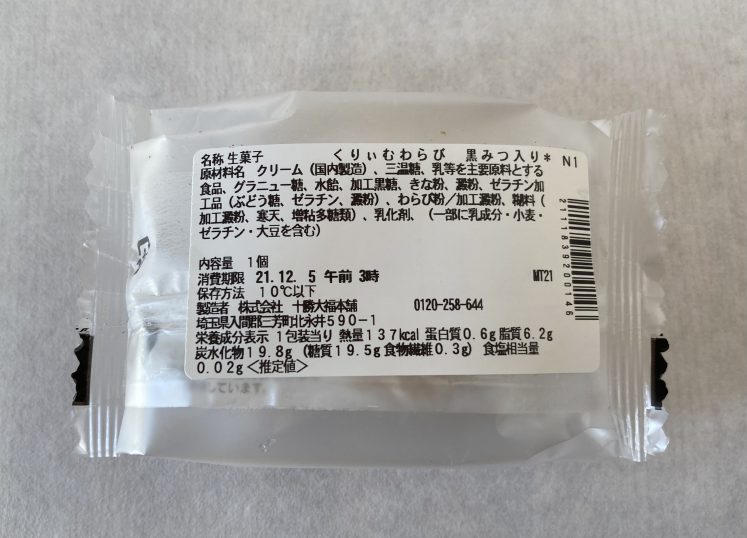 名称 生菓子 くりぃむわらび 黒みつ入り* N1
原材料名 クリーム(国内製造)、三温糖、乳等を主要原料とする
食品、グラニュー糖、水飴、加工黒糖、きな粉、澱粉、ゼラチン加
工品(ぶどう糖、ゼラチン、澱粉)、わらび粉/加工澱粉、糊料(
加工澱粉、寒天、増粘多糖類)、乳化剤、(一部に乳成分・小麦・
ゼラチン・大豆を含む)
内容量 1個
消費期限 21.12. 5 午前 3時 MT21
保存方法 10℃以下
製造者 株式会社 十勝大福本舗 0120-258-644
埼玉県入間郡三芳町北永井590-1
栄養成分表示 1包装当り 熱量137kcal 蛋白質0.6g 脂質6.2g
炭水化物19.8g (糖質19.5g 食物繊維0.3g) 食塩相当量
0.02g<推定値>
2111839200146
しています。